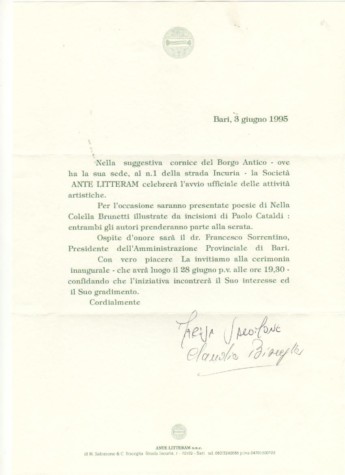 Bari, 3 giugno 1995
Nella suggestiva cornice del Borgo Antico - ove
ha la sua sede, al n.1 della strada Incuria - la Società
ANTE LITTERAM celebrerà l'avvio ufficiale delle attività
artistiche.
Per l'occasione saranno presentate poesie di Nella
Colella Brunetti illustrate da incisioni di Paolo Cataldi :
entrambi gli autori prenderanno parte alla serata.
Ospite d'onore sarà il dr. Francesco Sorrentino,
Presidente dell'Amministrazione Provinciale di Bari.
Con vero piacere La invitiamo alla cerimonia
inaugurale - che avrà luogo il 28 giugno p.v. alle ore 19,30 -
confidando che l'iniziativa incontrerà il Suo interesse ed
il Suo gradimento.
Cordialmente
ANTE LITTERAM